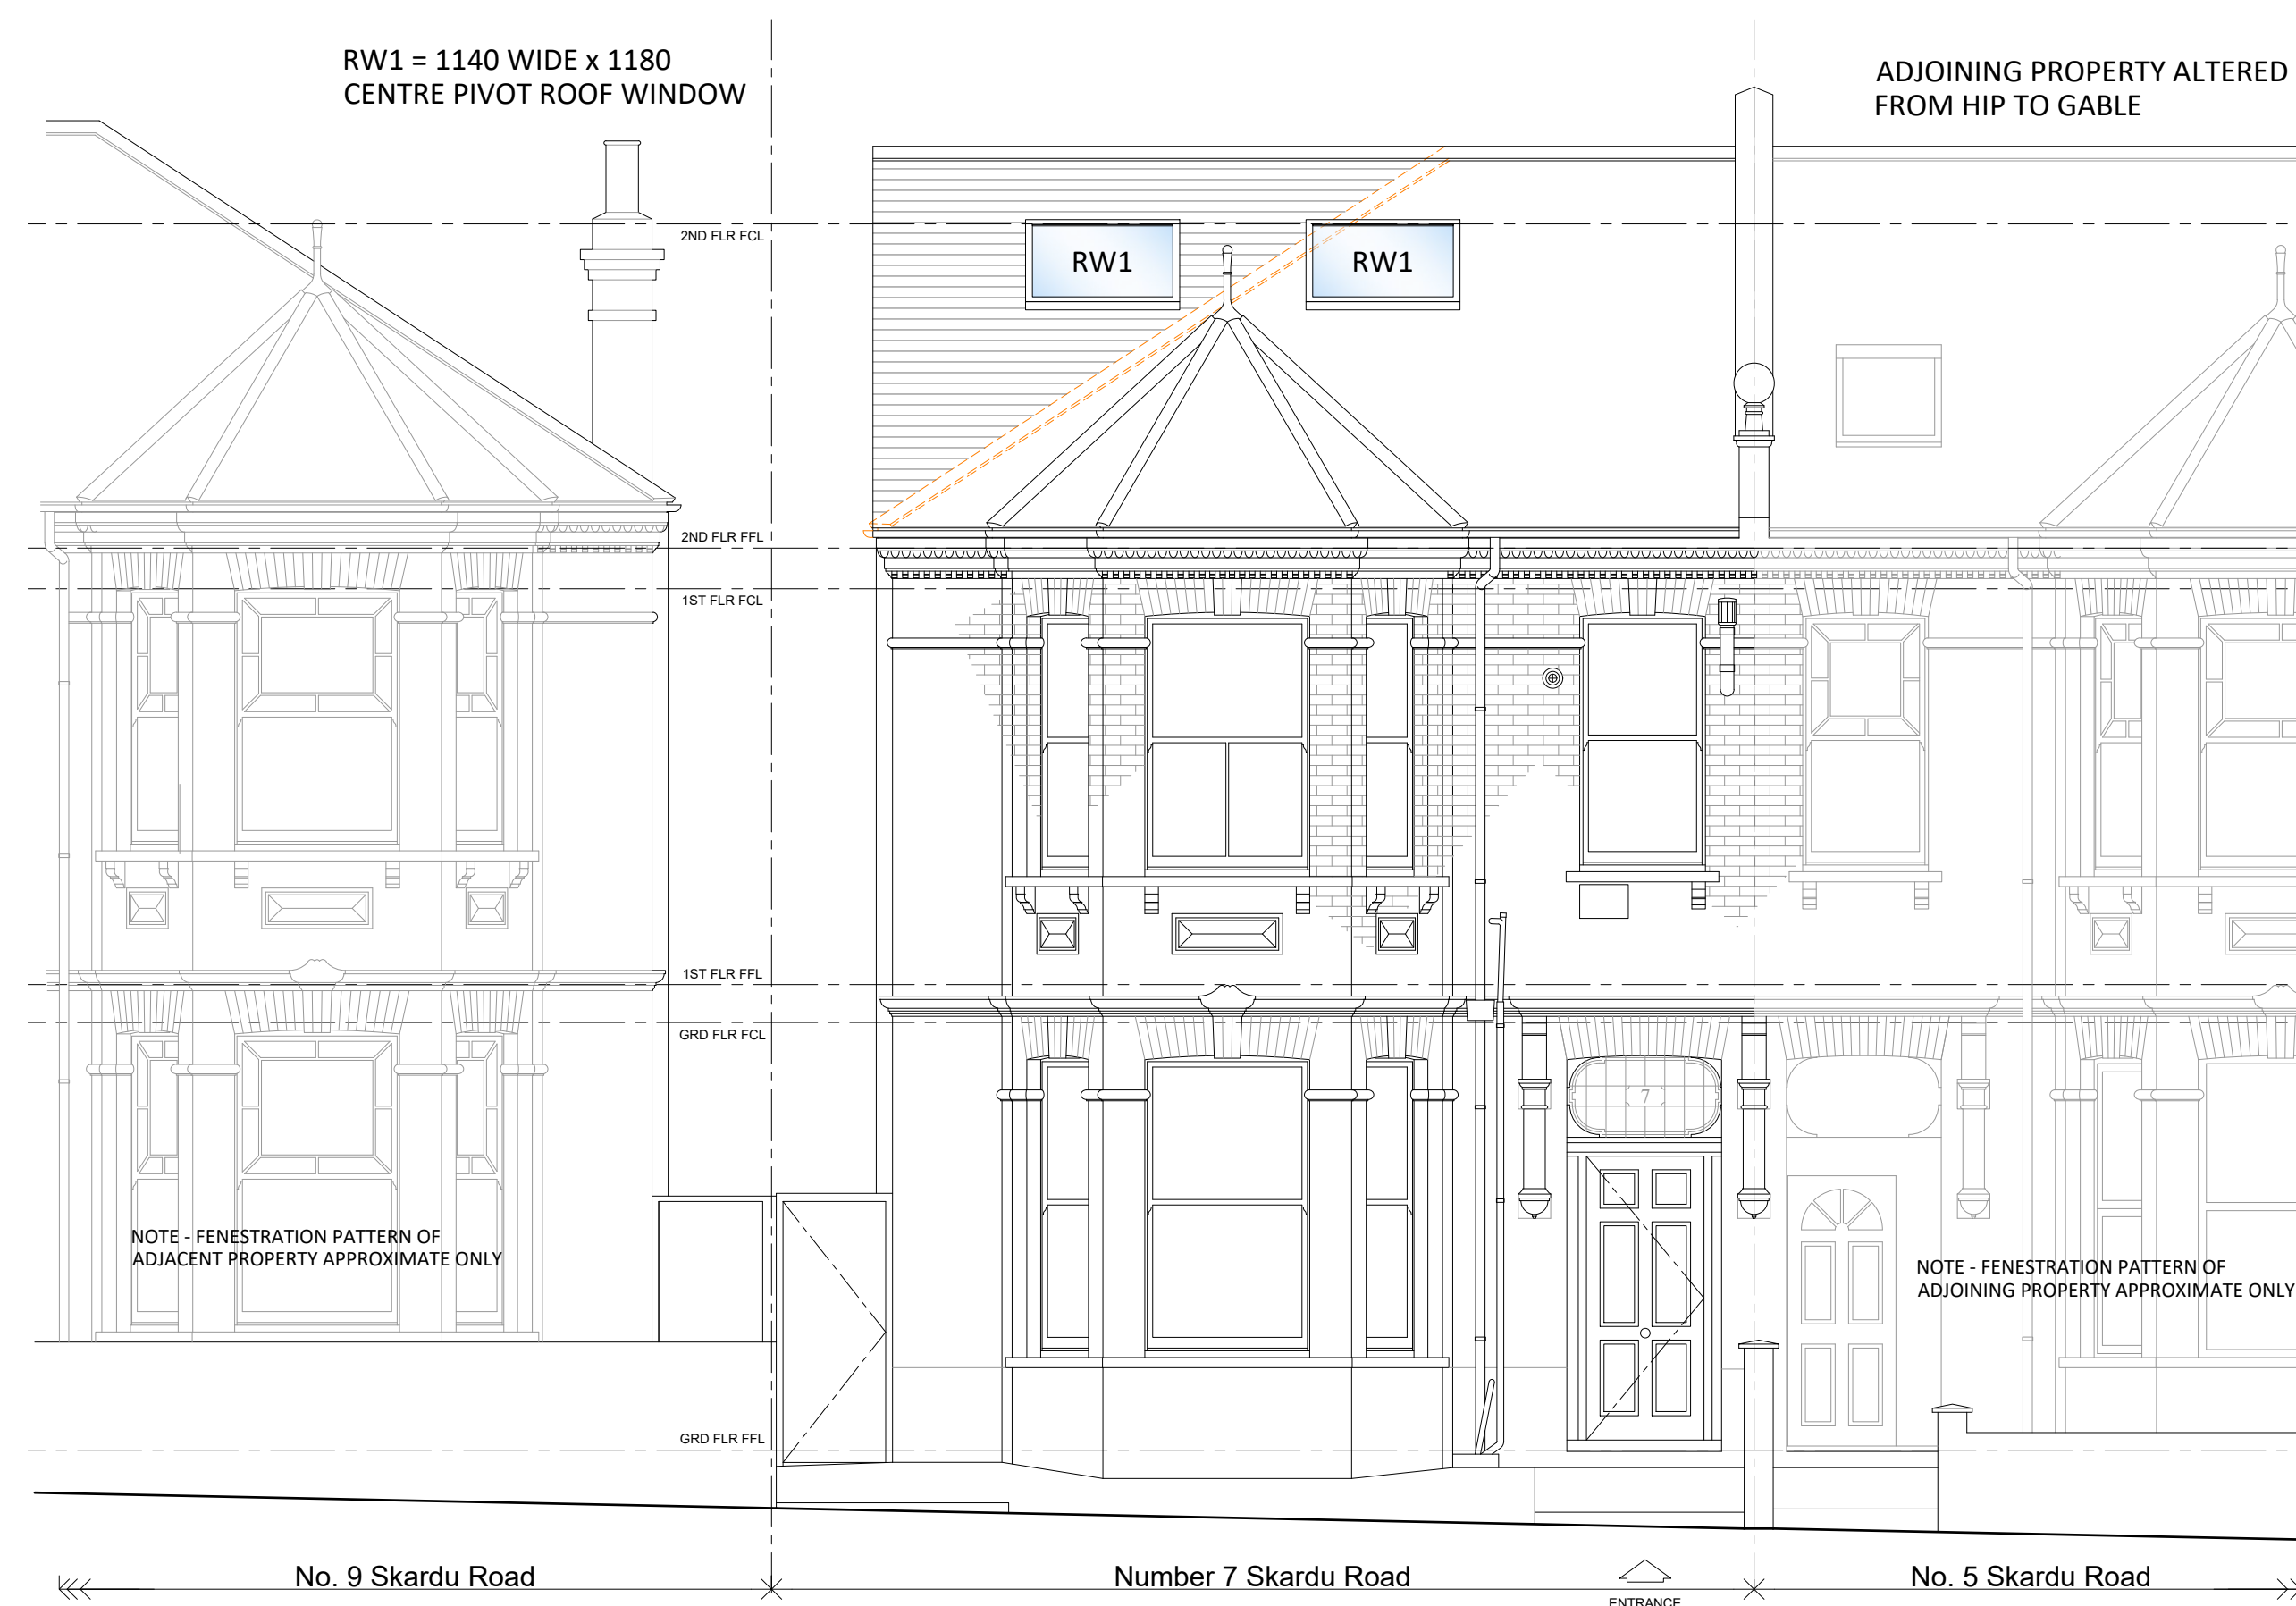 RW1 = 1140 WIDE x 1180
CENTRE PIVOT ROOF WINDOW
ADJOINING PROPERTY ALTERED
FROM HIP TO GABLE
2ND FLR FCL
RW1
RW1
2ND FLR FFL
1ST FLR FCL
1ST FLR FFL
GRD FLR FCL
7
NOTE - FENESTRATION PATTERN OF
ADJACENT PROPERTY APPROXIMATE ONLY
NOTE - FENESTRATION PATTERN OF
ADJOINING PROPERTY APPROXIMATE ONLY
GRD FLR FFL
No. 9 Skardu Road
Number 7 Skardu Road
No. 5 Skardu Road
ENTRANCE